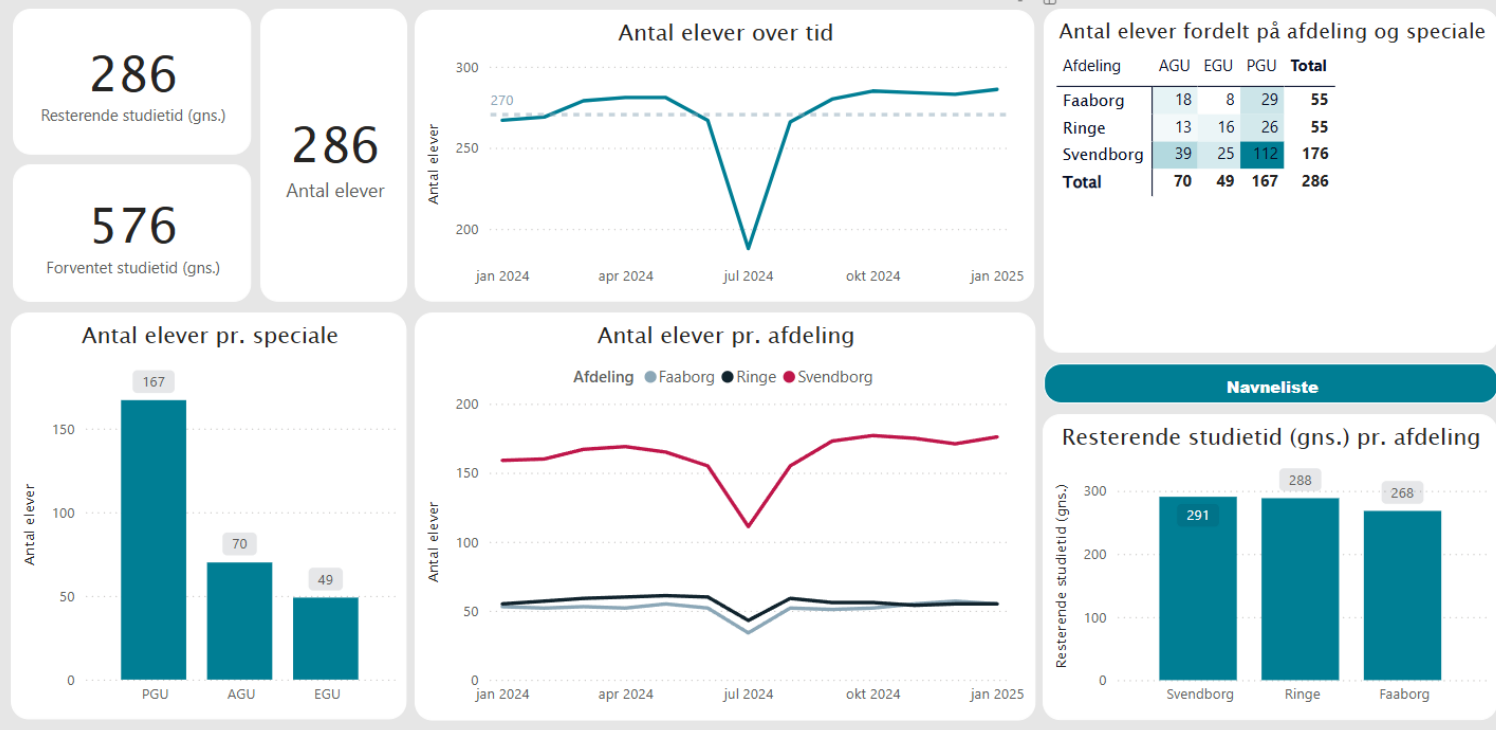 286
Resterende studietid (gns.)
576
Forventet studietid (gns.)
286
Antal elever
Antal elever over tid
Antal elever
300
270
250
200
jan 2024 apr 2024 jul 2024 okt 2024 jan 2025
Antal elever fordelt på afdeling og speciale
Afdeling AGU EGU PGU Total
Faaborg 18 8 29 55
Ringe 13 16 26 55
Svendborg 39 25 112 176
Total 70 49 167 286
Antal elever pr. speciale
Antal elever
167
150
100
70
50
49
0
PGU AGU EGU
Antal elever pr. afdeling
Afdeling Faaborg Ringe Svendborg
Antal elever
200
150
100
50
0
jan 2024 apr 2024 jul 2024 okt 2024 jan 2025
Navneliste
Resterende studietid (gns.) pr. afdeling
Resterende studietid (gns.)
300
291 288 268
200
100
0
Svendborg Ringe Faaborg